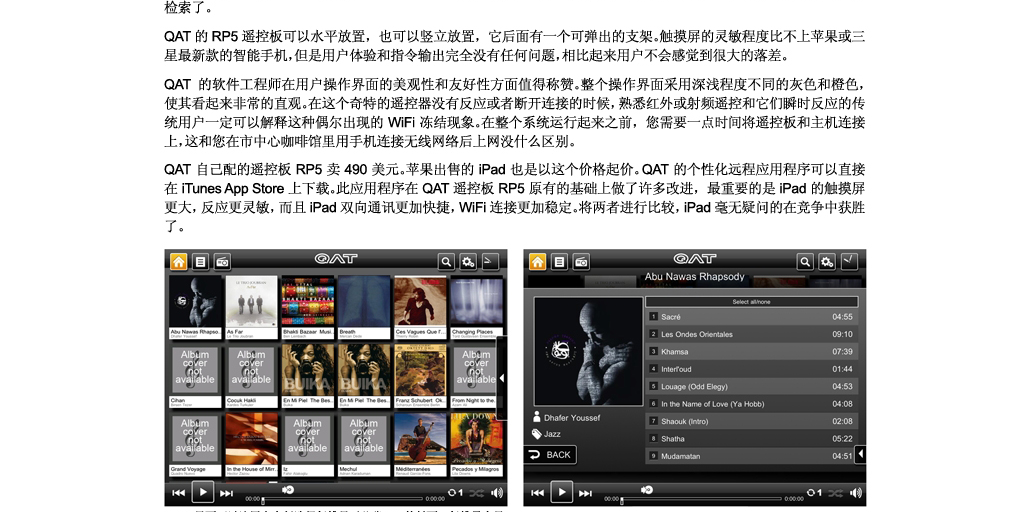 检索了。
QAT 的 RP5 遥控板可以水平放置，也可以竖立放置，它后面有一个可弹出的支架。触摸屏的灵敏程度比不上苹果或三
星最新款的智能手机，但是用户体验和指令输出完全没有任何问题，相比起来用户不会感觉到很大的落差。
QAT 的软件工程师在用户操作界面的美观性和友好性方面值得称赞。整个操作界面采用深浅程度不同的灰色和橙色，
使其看起来非常的直观。在这个奇特的遥控器没有反应或者断开连接的时候，熟悉红外或射频遥控和它们瞬时反应的传
统用户一定可以解释这种偶尔出现的 WiFi 冻结现象。在整个系统运行起来之前，您需要一点时间将遥控板和主机连接
上，这和您在市中心咖啡馆里用手机连接无线网络后上网没什么区别。
QAT 自己配的遥控板 RP5 卖 490 美元。苹果出售的 iPad 也是以这个价格起价。QAT 的个性化远程应用程序可以直接
在 iTunes App Store 上下载。此应用程序在 QAT 遥控板 RP5 原有的基础上做了许多改进，最重要的是 iPad 的触摸屏
更大，反应更灵敏，而且 iPad 双向通讯更加快捷，WiFi 连接更加稳定。将两者进行比较，iPad 毫无疑问的在竞争中获胜
了。
QAT
Abu Nawas Rhapso..
As Far
Bhakti Bazaar Musi..
Breath
Ces Vagues Que l'...
Changing Places
Album cover not available
Album cover not available
BUIKA
BUIKA
Album cover not available
Cihan
Cocuk Hakli
En Mi Piel The Bes..
En Mi Piel The Bes..
Franz Schubert Ok..
From Night to the..
Album cover not available
Album cover not available
Album cover not available
Grand Voyage
In the House of Mirr..
Iz
Mechul
Méditerranées
Pecados y Milagros
00:00
0:00:00
1
QAT
Abu Nawas Rhapsody
Select all/none
1 Sacré 04:55
2 Les Ondes Orientales 09:10
3 Khamsa 07:39
4 Interf'oud 01:44
5 Louage (Odd Elegy) 04:53
6 In the Name of Love (Ya Hobb) 04:08
7 Shaouk (Intro) 02:08
8 Shatha 05:22
9 Mudamatan 04:51
Dhafer Youssef
Jazz
BACK
00:00
0:00:00
1